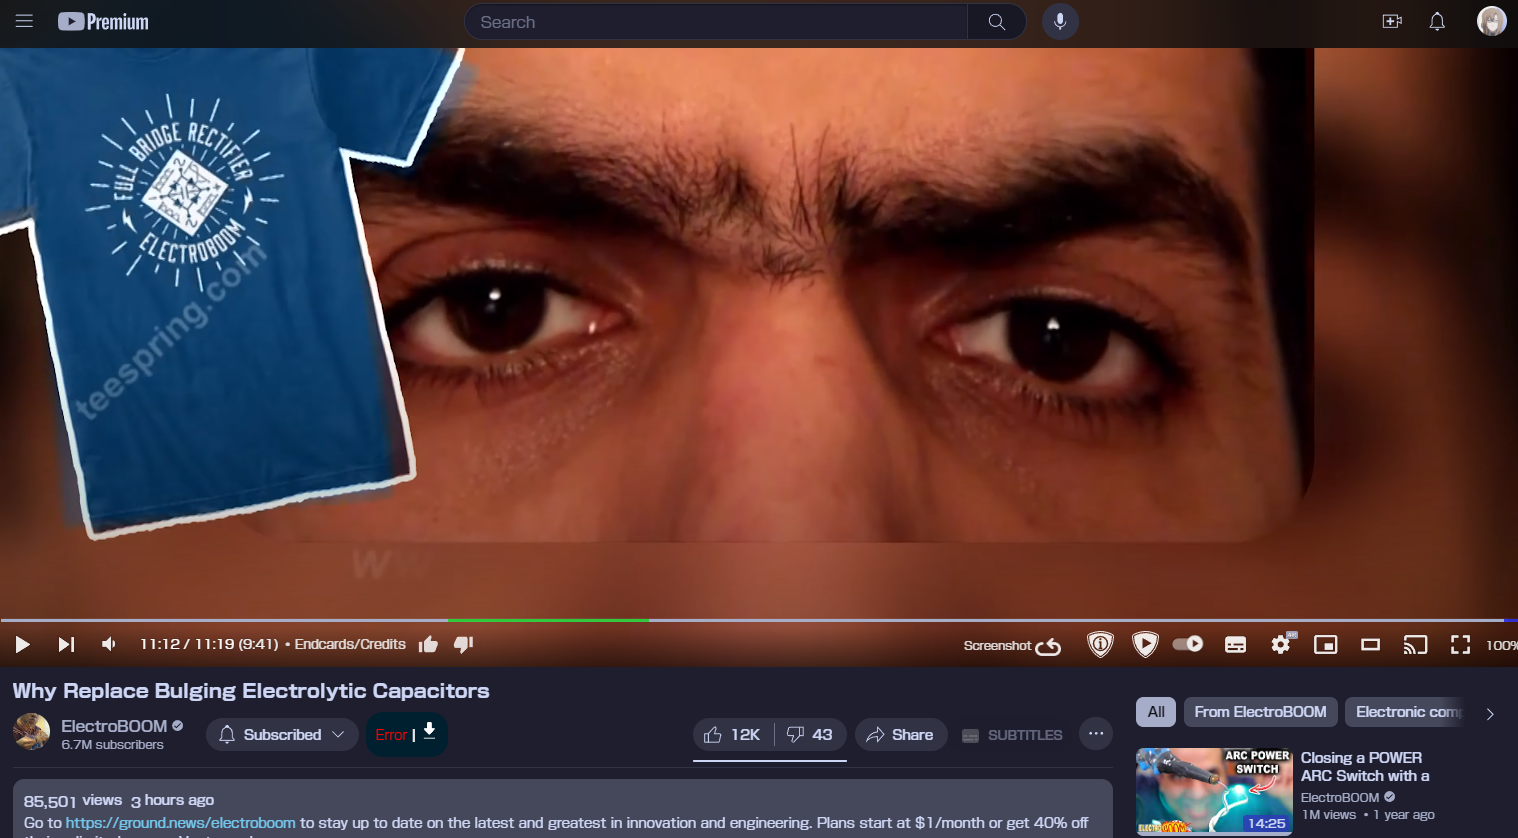 Premium
Search
FULL BRIDGE RECTIFIER
ELECTROBOOM
teespring.com
11:12 / 11:19 (9:41) • Endcards/Credits
Screenshot
4K
100%
Why Replace Bulging Electrolytic Capacitors
ElectroBOOM
6.7M subscribers
Subscribed
Error |
12K
43
Share
SUBTITLES
All
From ElectroBOOM
Electronic comp
85,501 views 3 hours ago
Go to https://ground.news/electroboom to stay up to date on the latest and greatest in innovation and engineering. Plans start at $1/month or get 40% off
ARC POWER
SWITCH
14:25
Closing a POWER
ARC Switch with a
ElectroBOOM
1M views • 1 year ago